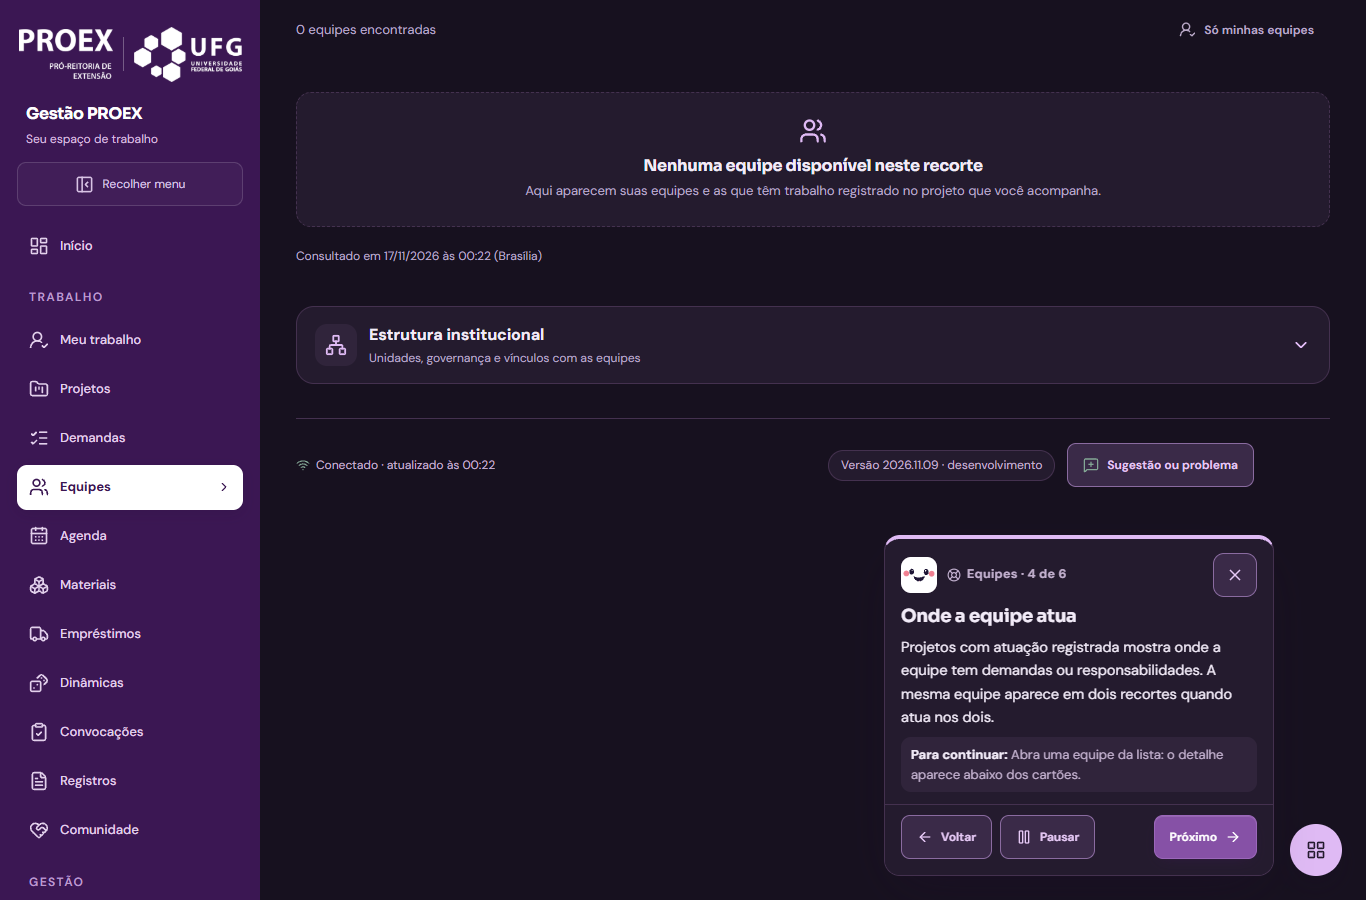 PROEX
PRÓ-REITORIA DE
EXTENSÃO
UFG
UNIVERSIDADE
FEDERAL DE GOIÁS
Gestão PROEX
Seu espaço de trabalho
Recolher menu
Início
TRABALHO
Meu trabalho
Projetos
Demandas
Equipes
Agenda
Materiais
Empréstimos
Dinâmicas
Convocações
Registros
Comunidade
GESTÃO
0 equipes encontradas
Só minhas equipes
Nenhuma equipe disponível neste recorte
Aqui aparecem suas equipes e as que têm trabalho registrado no projeto que você acompanha.
Consultado em 17/11/2026 às 00:22 (Brasília)
Estrutura institucional
Unidades, governança e vínculos com as equipes
Conectado · atualizado às 00:22
Versão 2026.11.09 · desenvolvimento
Sugestão ou problema
Equipes · 4 de 6
Onde a equipe atua
Projetos com atuação registrada mostra onde a
equipe tem demandas ou responsabilidades. A
mesma equipe aparece em dois recortes quando
atua nos dois.
Para continuar: Abra uma equipe da lista: o detalhe
aparece abaixo dos cartões.
Voltar
Pausar
Próximo